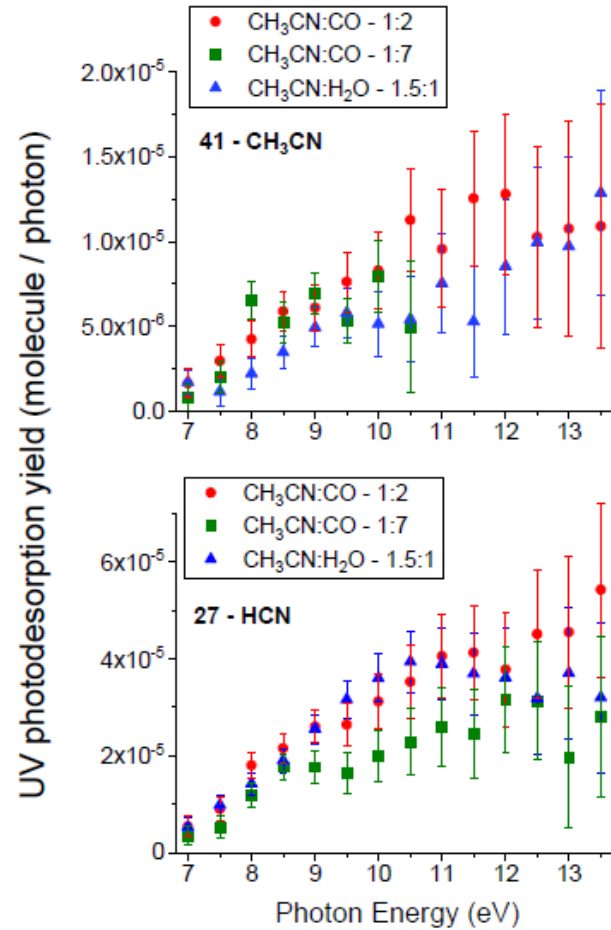 CH₃CN:CO - 1:2
CH₃CN:CO - 1:7
CH₃CN:H₂O - 1.5:1
41 - CH₃CN
2.0x10⁻⁵
1.5x10⁻⁵
1.0x10⁻⁵
5.0x10⁻⁶
0.0
7 8 9 10 11 12 13
UV photodesorption yield (molecule / photon)
CH₃CN:CO - 1:2
CH₃CN:CO - 1:7
CH₃CN:H₂O - 1.5:1
27 - HCN
6x10⁻⁵
4x10⁻⁵
2x10⁻⁵
0
7 8 9 10 11 12 13
Photon Energy (eV)